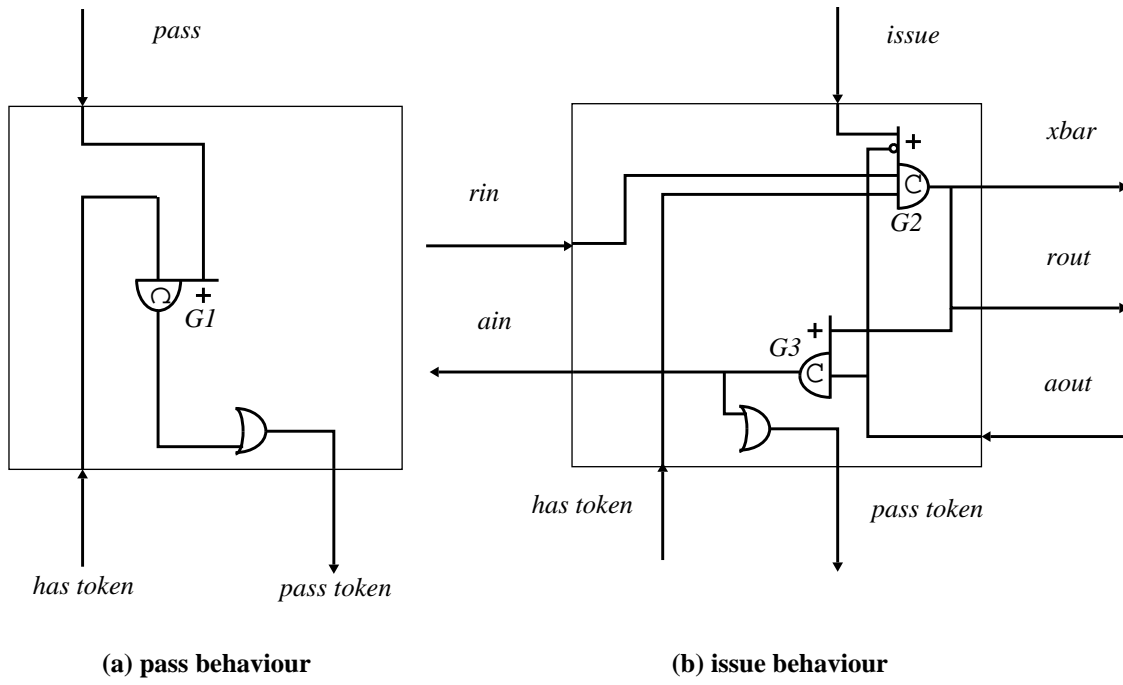 pass
issue
+
xbar
C
rin
G2
rout
C
+
G1
+
ain
G3
C
aout
has token
pass token
has token
pass token
(a) pass behaviour
(b) issue behaviour